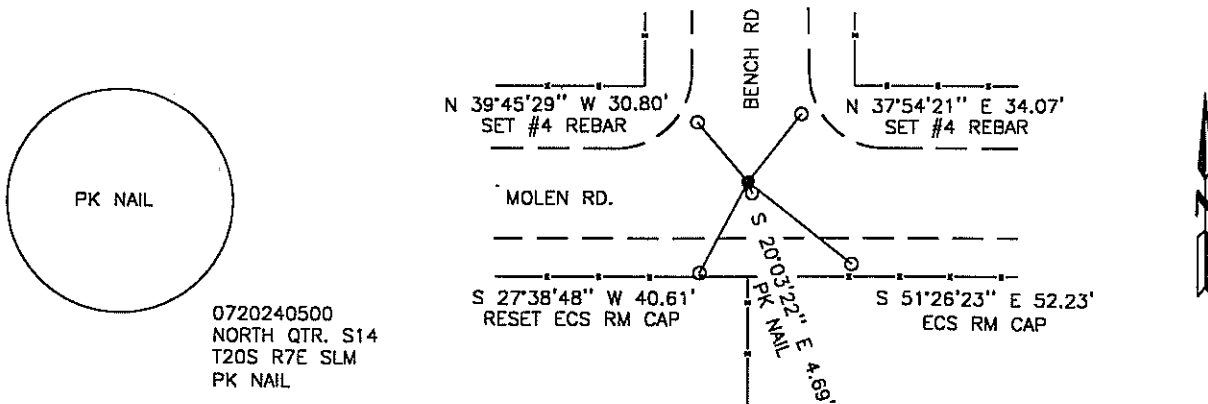 PK NAIL
0720240500
NORTH QTR. S14
T20S R7E SLM
PK NAIL
BENCH RD
N 39°45'29" W 30.80'
SET #4 REBAR
N 37°54'21" E 34.07'
SET #4 REBAR
MOLEN RD.
S 20°03'22" E 4.69'
PK NAIL
S 27°38'48" W 40.61'
RESET ECS RM CAP
S 51°26'23" E 52.23'
ECS RM CAP
N